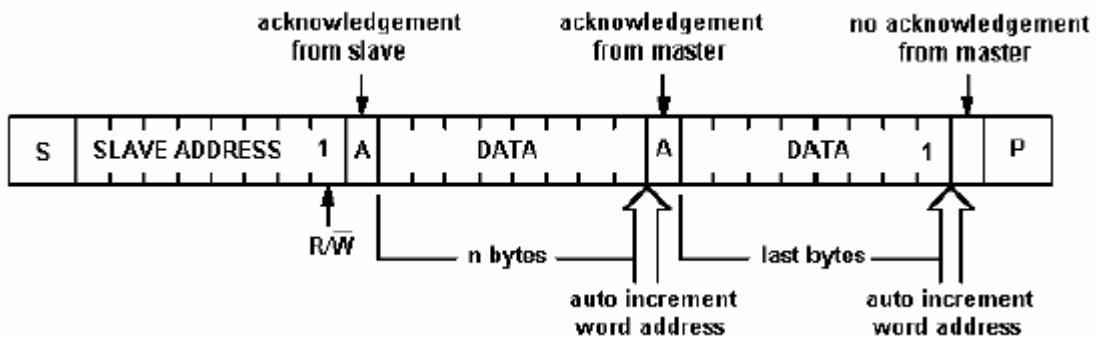 acknowledgement
from slave
acknowledgement
from master
no acknowledgement
from master
S SLAVE ADDRESS 1 A DATA A DATA 1 P
R/W̅
n bytes
last bytes
auto increment
word address
auto increment
word address